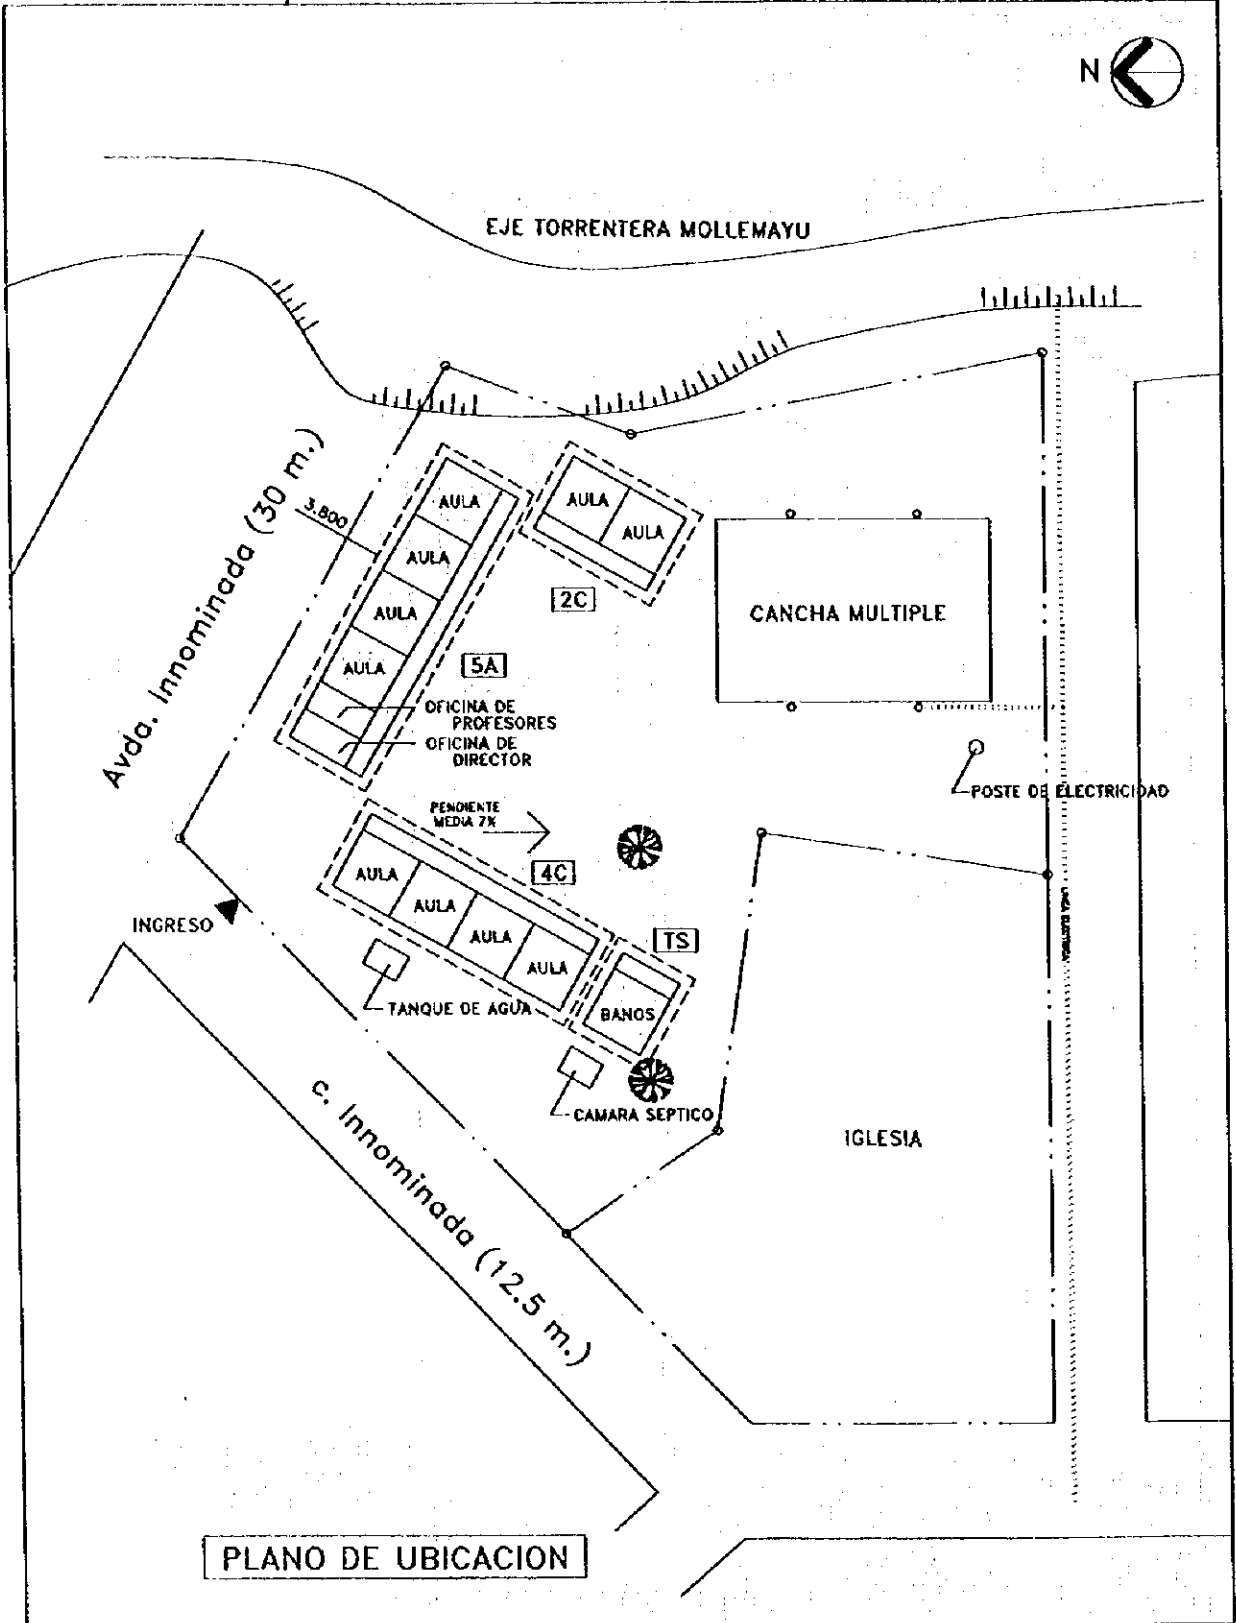 N
EJE TORRENTERA MOLLEMAYU
Avda. Innominada (30 m.)
3.800
AULA
AULA
AULA
AULA
AULA
AULA
2C
CANCHA MULTIPLE
5A
OFICINA DE
PROFESORES
OFICINA DE
DIRECTOR
POSTE DE ELECTRICIDAD
PENDIENTE
MEDIA 7%
4C
AULA
AULA
AULA
AULA
INGRESO
TS
TANQUE DE AGUA
BANOS
LINEA ELECTRICA
CAMARA SEPTICO
IGLESIA
c. Innominada (12.5 m.)
PLANO DE UBICACION